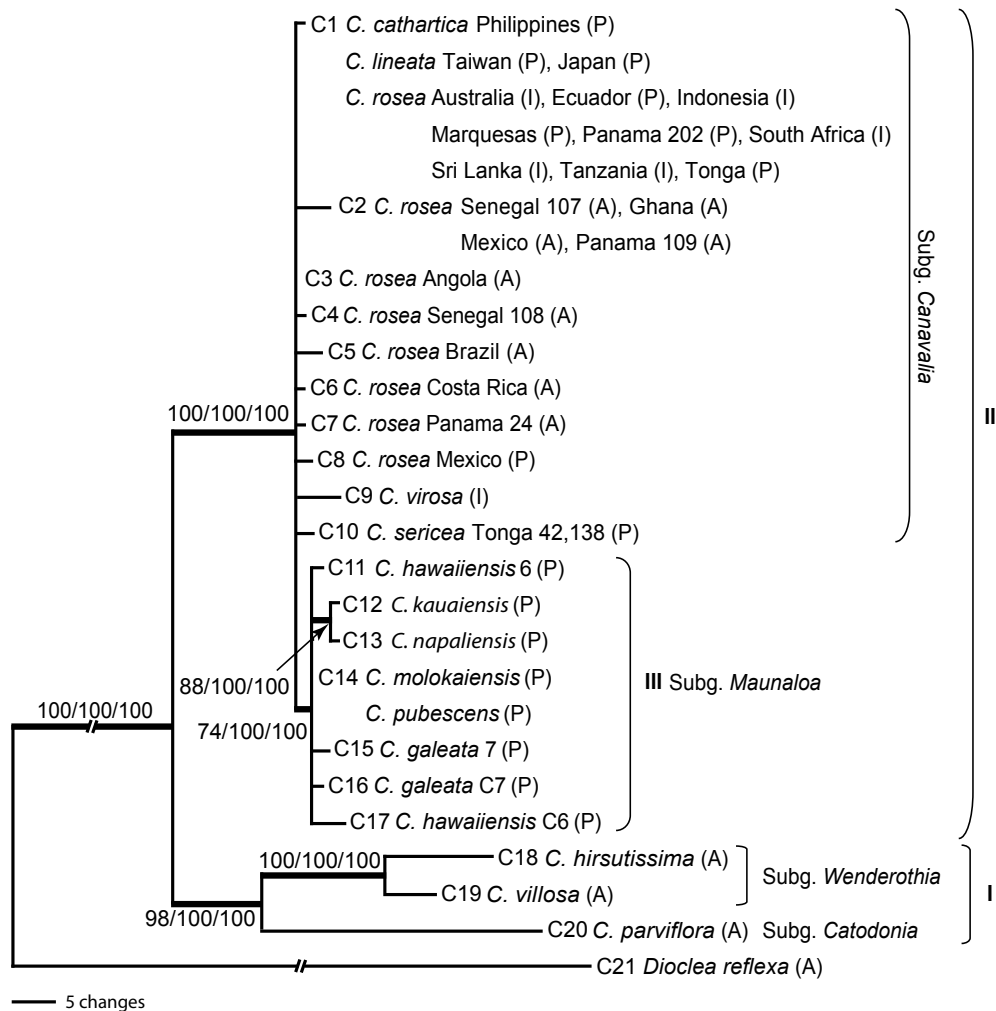 C1 C. cathartica Philippines (P)
C. lineata Taiwan (P), Japan (P)
C. rosea Australia (I), Ecuador (P), Indonesia (I)
Marquesas (P), Panama 202 (P), South Africa (I)
Sri Lanka (I), Tanzania (I), Tonga (P)
C2 C. rosea Senegal 107 (A), Ghana (A)
Mexico (A), Panama 109 (A)
C3 C. rosea Angola (A)
C4 C. rosea Senegal 108 (A)
C5 C. rosea Brazil (A)
C6 C. rosea Costa Rica (A)
C7 C. rosea Panama 24 (A)
C8 C. rosea Mexico (P)
C9 C. virosa (I)
C10 C. sericea Tonga 42,138 (P)
Subg. Canavalia
II
100/100/100
C11 C. hawaiiensis 6 (P)
C12 C. kauaiensis (P)
C13 C. napaliensis (P)
C14 C. molokaiensis (P)
C. pubescens (P)
C15 C. galeata 7 (P)
C16 C. galeata C7 (P)
C17 C. hawaiiensis C6 (P)
III Subg. Maunaloa
88/100/100
74/100/100
100/100/100
100/100/100
C18 C. hirsutissima (A)
C19 C. villosa (A)
Subg. Wenderothia
I
98/100/100
C20 C. parviflora (A) Subg. Catodonia
C21 Dioclea reflexa (A)
5 changes